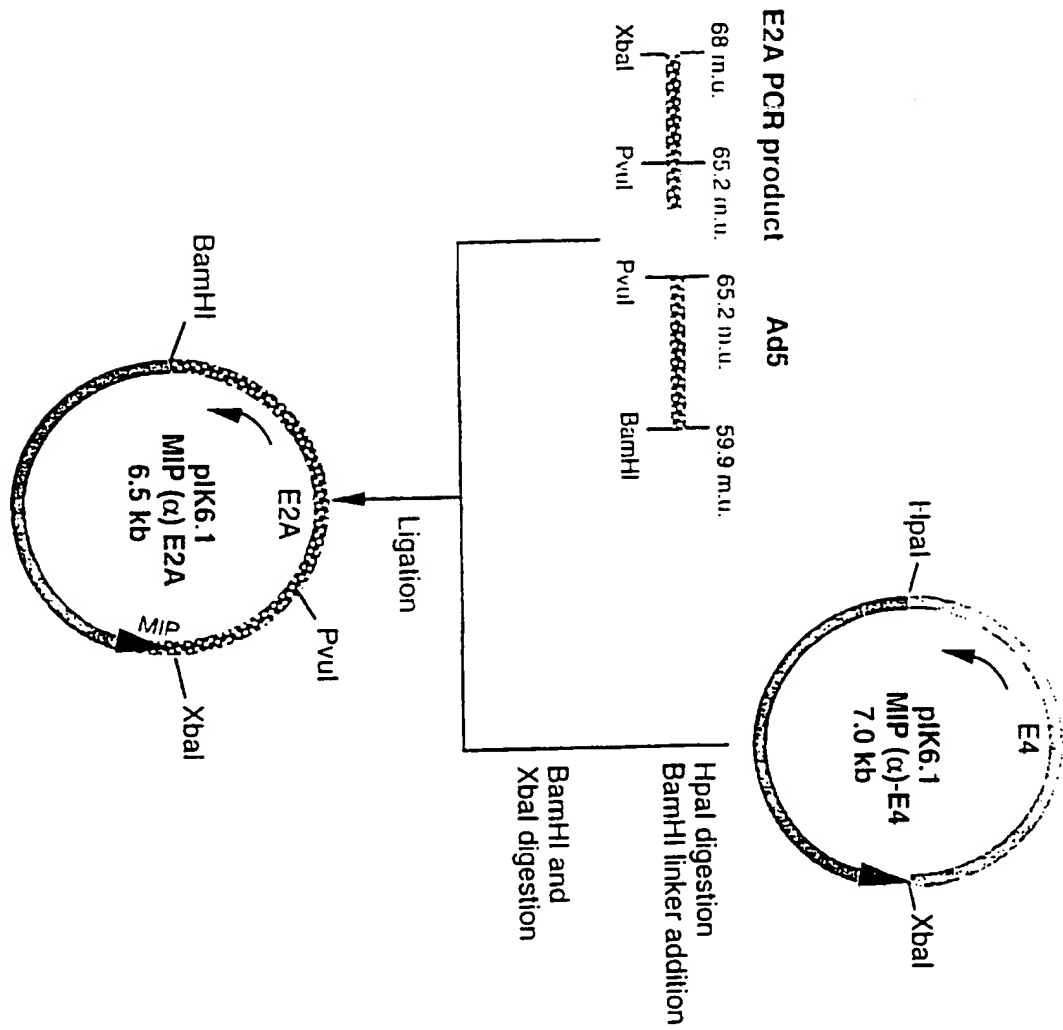 E2A PCR product
Ad5
68 m.u.
65.2 m.u.
65.2 m.u.
59.9 m.u.
XbaI
PvuI
PvuI
BamHI
HpaI
E4
pIK6.1
MIP (α)-E4
7.0 kb
XbaI
HpaI digestion
BamHI linker addition
BamHI and
XbaI digestion
Ligation
BamHI
E2A
pIK6.1
MIP (α) E2A
6.5 kb
MIP
PvuI
XbaI